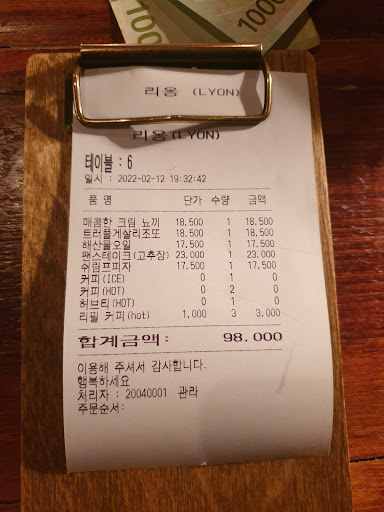 1000
1000
리옹 (LYON)
리옹(LYON)
테이블 : 6
일시 : 2022-02-12 19:32:42
품 명 단가 수량 금액
매콤한 크림 뇨끼 18.500 1 18.500
트러플게살리조또 18.500 1 18.500
해산물오일 17.500 1 17.500
팬스테이크(고추장) 23.000 1 23.000
쉬림프피자 17.500 1 17.500
커피(ICE) 0 1 0
커피(HOT) 0 2 0
허브티(HOT) 0 1 0
리필 커피(hot) 1.000 3 3.000
합계금액: 98.000
이용해 주셔서 감사합니다.
행복하세요
처리자 : 20040001 관라
주문순서: